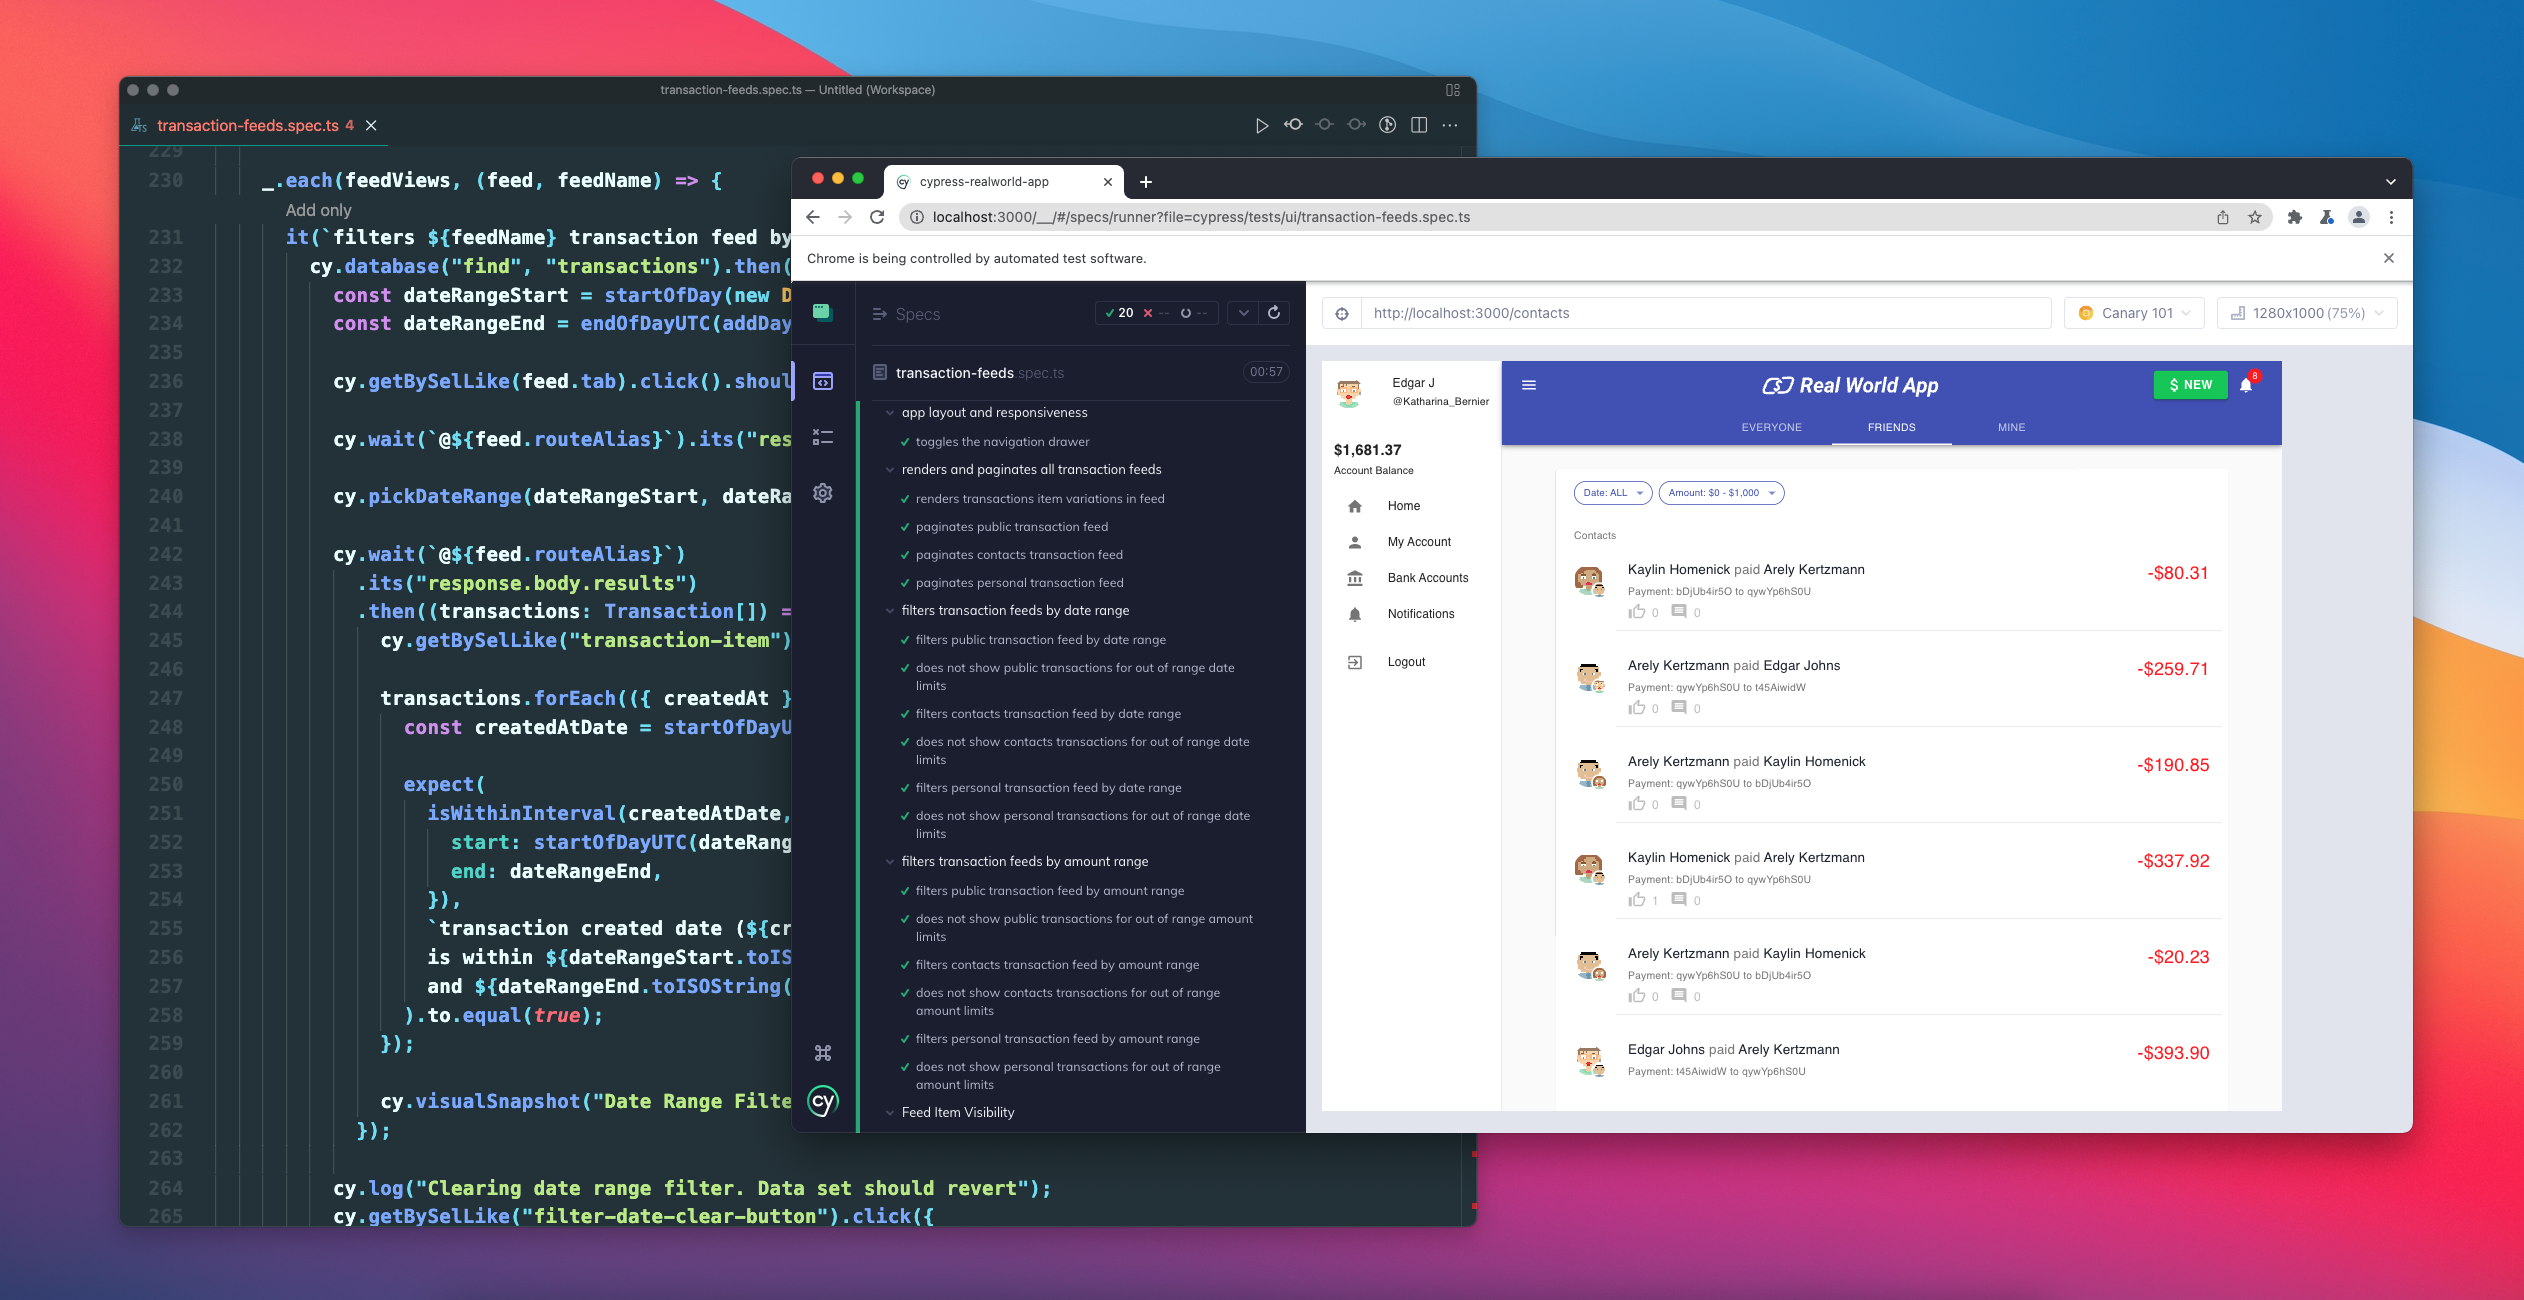 transaction-feeds.spec.ts — Untitled (Workspace)
transaction-feeds.spec.ts 4
229
230 _.each(feedViews, (feed, feedName) => {
Add only
231 it(`filters ${feedName} transaction feed by
232 cy.database("find", "transactions").then(
233 const dateRangeStart = startOfDay(new D
234 const dateRangeEnd = endOfDayUTC(addDay
235
236 cy.getBySelLike(feed.tab).click().shoul
237
238 cy.wait(`@${feed.routeAlias}`).its("res
239
240 cy.pickDateRange(dateRangeStart, dateRa
241
242 cy.wait(`@${feed.routeAlias}`)
243 .its("response.body.results")
244 .then((transactions: Transaction[]) =
245 cy.getBySelLike("transaction-item")
246
247 transactions.forEach(({ createdAt }
248 const createdAtDate = startOfDayU
249
250 expect(
251 isWithinInterval(createdAtDate,
252 start: startOfDayUTC(dateRang
253 end: dateRangeEnd,
254 }),
255 `transaction created date (${cr
256 is within ${dateRangeStart.toIS
257 and ${dateRangeEnd.toISOString(
258 ).to.equal(true);
259 });
260
261 cy.visualSnapshot("Date Range Filte
262 });
263
264 cy.log("Clearing date range filter. Data set should revert");
265 cy.getBySelLike("filter-date-clear-button").click({
cypress-realworld-app
localhost:3000/__/#/specs/runner?file=cypress/tests/ui/transaction-feeds.spec.ts
Chrome is being controlled by automated test software.
Specs
20 -- --
transaction-feeds.spec.ts 00:57
app layout and responsiveness
toggles the navigation drawer
renders and paginates all transaction feeds
renders transactions item variations in feed
paginates public transaction feed
paginates contacts transaction feed
paginates personal transaction feed
filters transaction feeds by date range
filters public transaction feed by date range
does not show public transactions for out of range date
limits
filters contacts transaction feed by date range
does not show contacts transactions for out of range date
limits
filters personal transaction feed by date range
does not show personal transactions for out of range date
limits
filters transaction feeds by amount range
filters public transaction feed by amount range
does not show public transactions for out of range amount
limits
filters contacts transaction feed by amount range
does not show contacts transactions for out of range
amount limits
filters personal transaction feed by amount range
does not show personal transactions for out of range
amount limits
Feed Item Visibility
cy
http://localhost:3000/contacts
Canary 101
1280x1000 (75%)
Edgar J
@Katharina_Bernier
$1,681.37
Account Balance
Home
My Account
Bank Accounts
Notifications
Logout
Real World App
$ NEW
8
EVERYONE
FRIENDS
MINE
Date: ALL
Amount: $0 - $1,000
Contacts
Kaylin Homenick paid Arely Kertzmann
-$80.31
Payment: bDjUb4ir5O to qywYp6hS0U
0 0
Arely Kertzmann paid Edgar Johns
-$259.71
Payment: qywYp6hS0U to t45AiwidW
0 0
Arely Kertzmann paid Kaylin Homenick
-$190.85
Payment: qywYp6hS0U to bDjUb4ir5O
0 0
Kaylin Homenick paid Arely Kertzmann
-$337.92
Payment: bDjUb4ir5O to qywYp6hS0U
1 0
Arely Kertzmann paid Kaylin Homenick
-$20.23
Payment: qywYp6hS0U to bDjUb4ir5O
0 0
Edgar Johns paid Arely Kertzmann
-$393.90
Payment: t45AiwidW to qywYp6hS0U